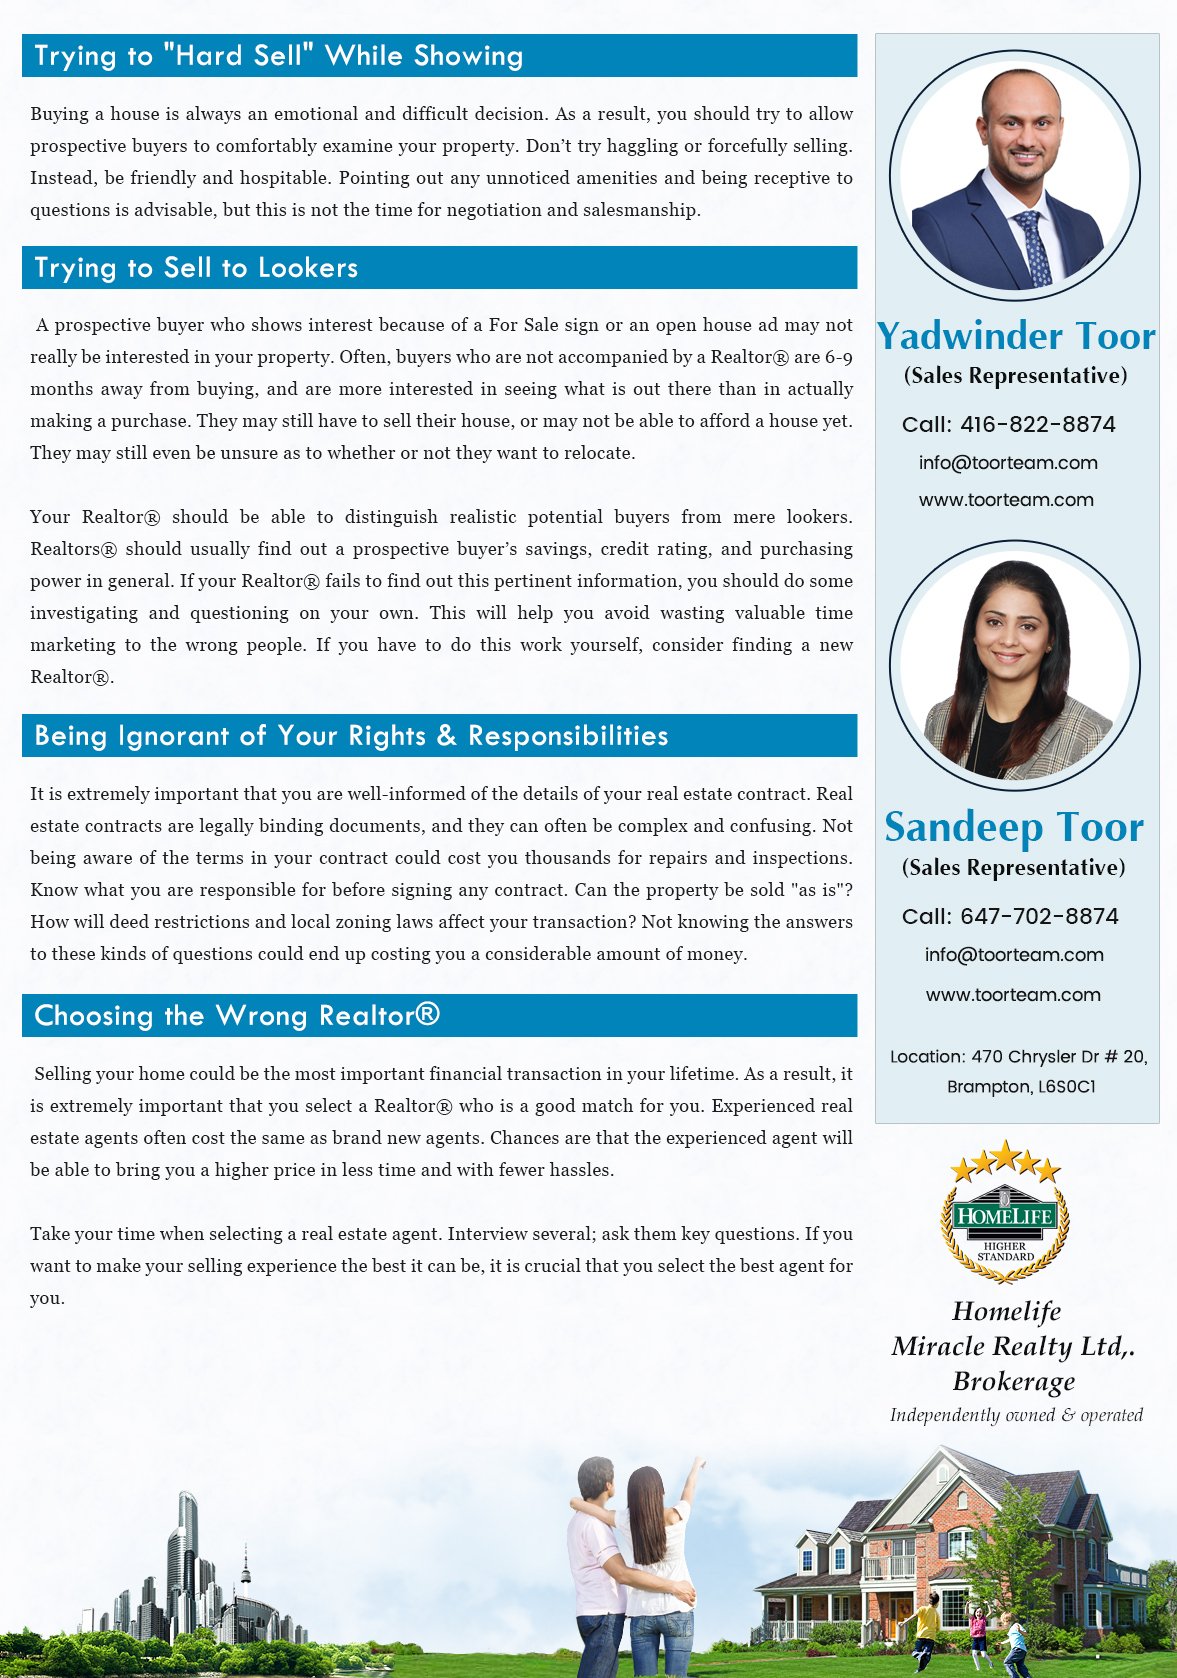 Trying to "Hard Sell" While Showing
Buying a house is always an emotional and difficult decision. As a result, you should try to allow
prospective buyers to comfortably examine your property. Don’t try haggling or forcefully selling.
Instead, be friendly and hospitable. Pointing out any unnoticed amenities and being receptive to
questions is advisable, but this is not the time for negotiation and salesmanship.
Trying to Sell to Lookers
A prospective buyer who shows interest because of a For Sale sign or an open house ad may not
really be interested in your property. Often, buyers who are not accompanied by a Realtor® are 6-9
months away from buying, and are more interested in seeing what is out there than in actually
making a purchase. They may still have to sell their house, or may not be able to afford a house yet.
They may still even be unsure as to whether or not they want to relocate.
Your Realtor® should be able to distinguish realistic potential buyers from mere lookers.
Realtors® should usually find out a prospective buyer’s savings, credit rating, and purchasing
power in general. If your Realtor® fails to find out this pertinent information, you should do some
investigating and questioning on your own. This will help you avoid wasting valuable time
marketing to the wrong people. If you have to do this work yourself, consider finding a new
Realtor®.
Being Ignorant of Your Rights & Responsibilities
It is extremely important that you are well-informed of the details of your real estate contract. Real
estate contracts are legally binding documents, and they can often be complex and confusing. Not
being aware of the terms in your contract could cost you thousands for repairs and inspections.
Know what you are responsible for before signing any contract. Can the property be sold "as is"?
How will deed restrictions and local zoning laws affect your transaction? Not knowing the answers
to these kinds of questions could end up costing you a considerable amount of money.
Choosing the Wrong Realtor®
Selling your home could be the most important financial transaction in your lifetime. As a result, it
is extremely important that you select a Realtor® who is a good match for you. Experienced real
estate agents often cost the same as brand new agents. Chances are that the experienced agent will
be able to bring you a higher price in less time and with fewer hassles.
Take your time when selecting a real estate agent. Interview several; ask them key questions. If you
want to make your selling experience the best it can be, it is crucial that you select the best agent for
you.
Yadwinder Toor
(Sales Representative)
Call: 416-822-8874
info@toorteam.com
www.toorteam.com
Sandeep Toor
(Sales Representative)
Call: 647-702-8874
info@toorteam.com
www.toorteam.com
Location: 470 Chrysler Dr # 20,
Brampton, L6S0C1
HOMELIFE
HIGHER
STANDARD
Homelife
Miracle Realty Ltd,.
Brokerage
Independently owned & operated